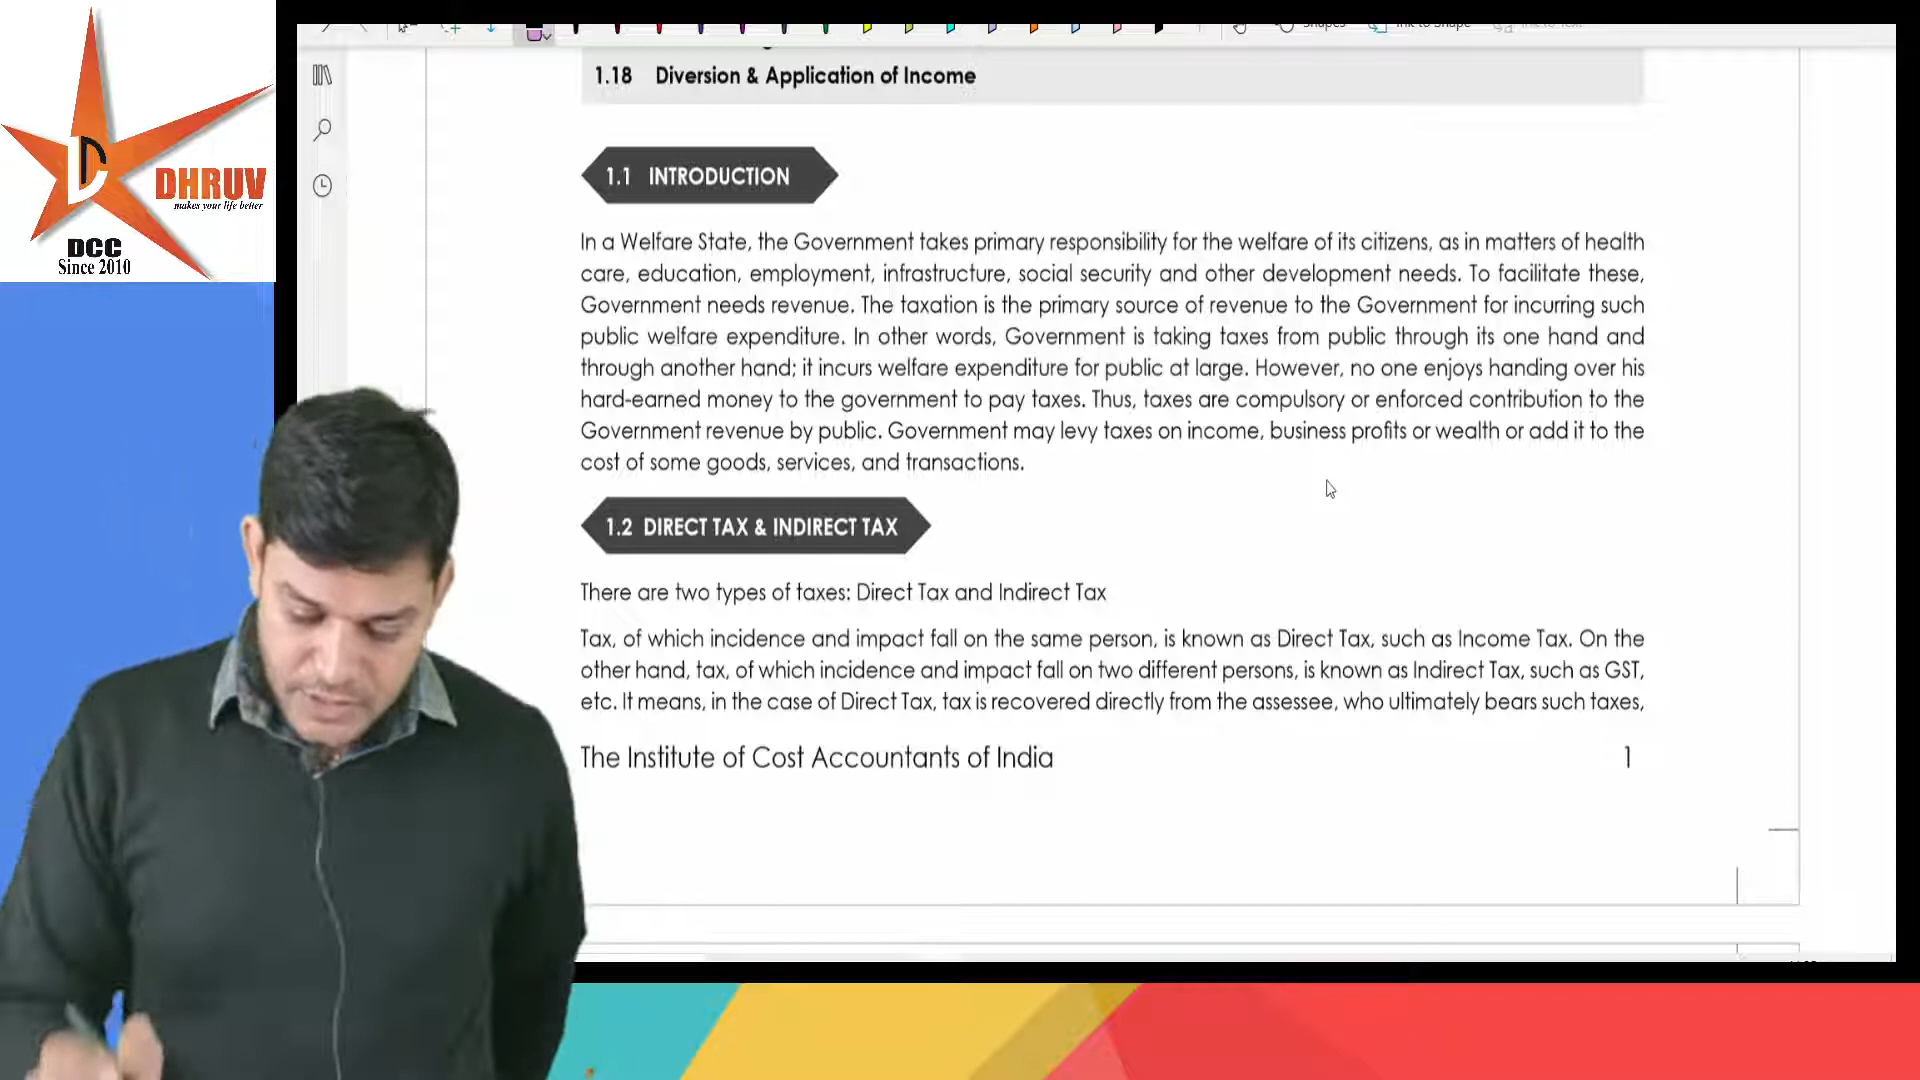 Shapes
Ink to Shape
1.18 Diversion & Application of Income
DHRUV
makes your life better
DCC
Since 2010
1.1 INTRODUCTION
In a Welfare State, the Government takes primary responsibility for the welfare of its citizens, as in matters of health
care, education, employment, infrastructure, social security and other development needs. To facilitate these,
Government needs revenue. The taxation is the primary source of revenue to the Government for incurring such
public welfare expenditure. In other words, Government is taking taxes from public through its one hand and
through another hand; it incurs welfare expenditure for public at large. However, no one enjoys handing over his
hard-earned money to the government to pay taxes. Thus, taxes are compulsory or enforced contribution to the
Government revenue by public. Government may levy taxes on income, business profits or wealth or add it to the
cost of some goods, services, and transactions.
1.2 DIRECT TAX & INDIRECT TAX
There are two types of taxes: Direct Tax and Indirect Tax
Tax, of which incidence and impact fall on the same person, is known as Direct Tax, such as Income Tax. On the
other hand, tax, of which incidence and impact fall on two different persons, is known as Indirect Tax, such as GST,
etc. It means, in the case of Direct Tax, tax is recovered directly from the assessee, who ultimately bears such taxes,
The Institute of Cost Accountants of India
1